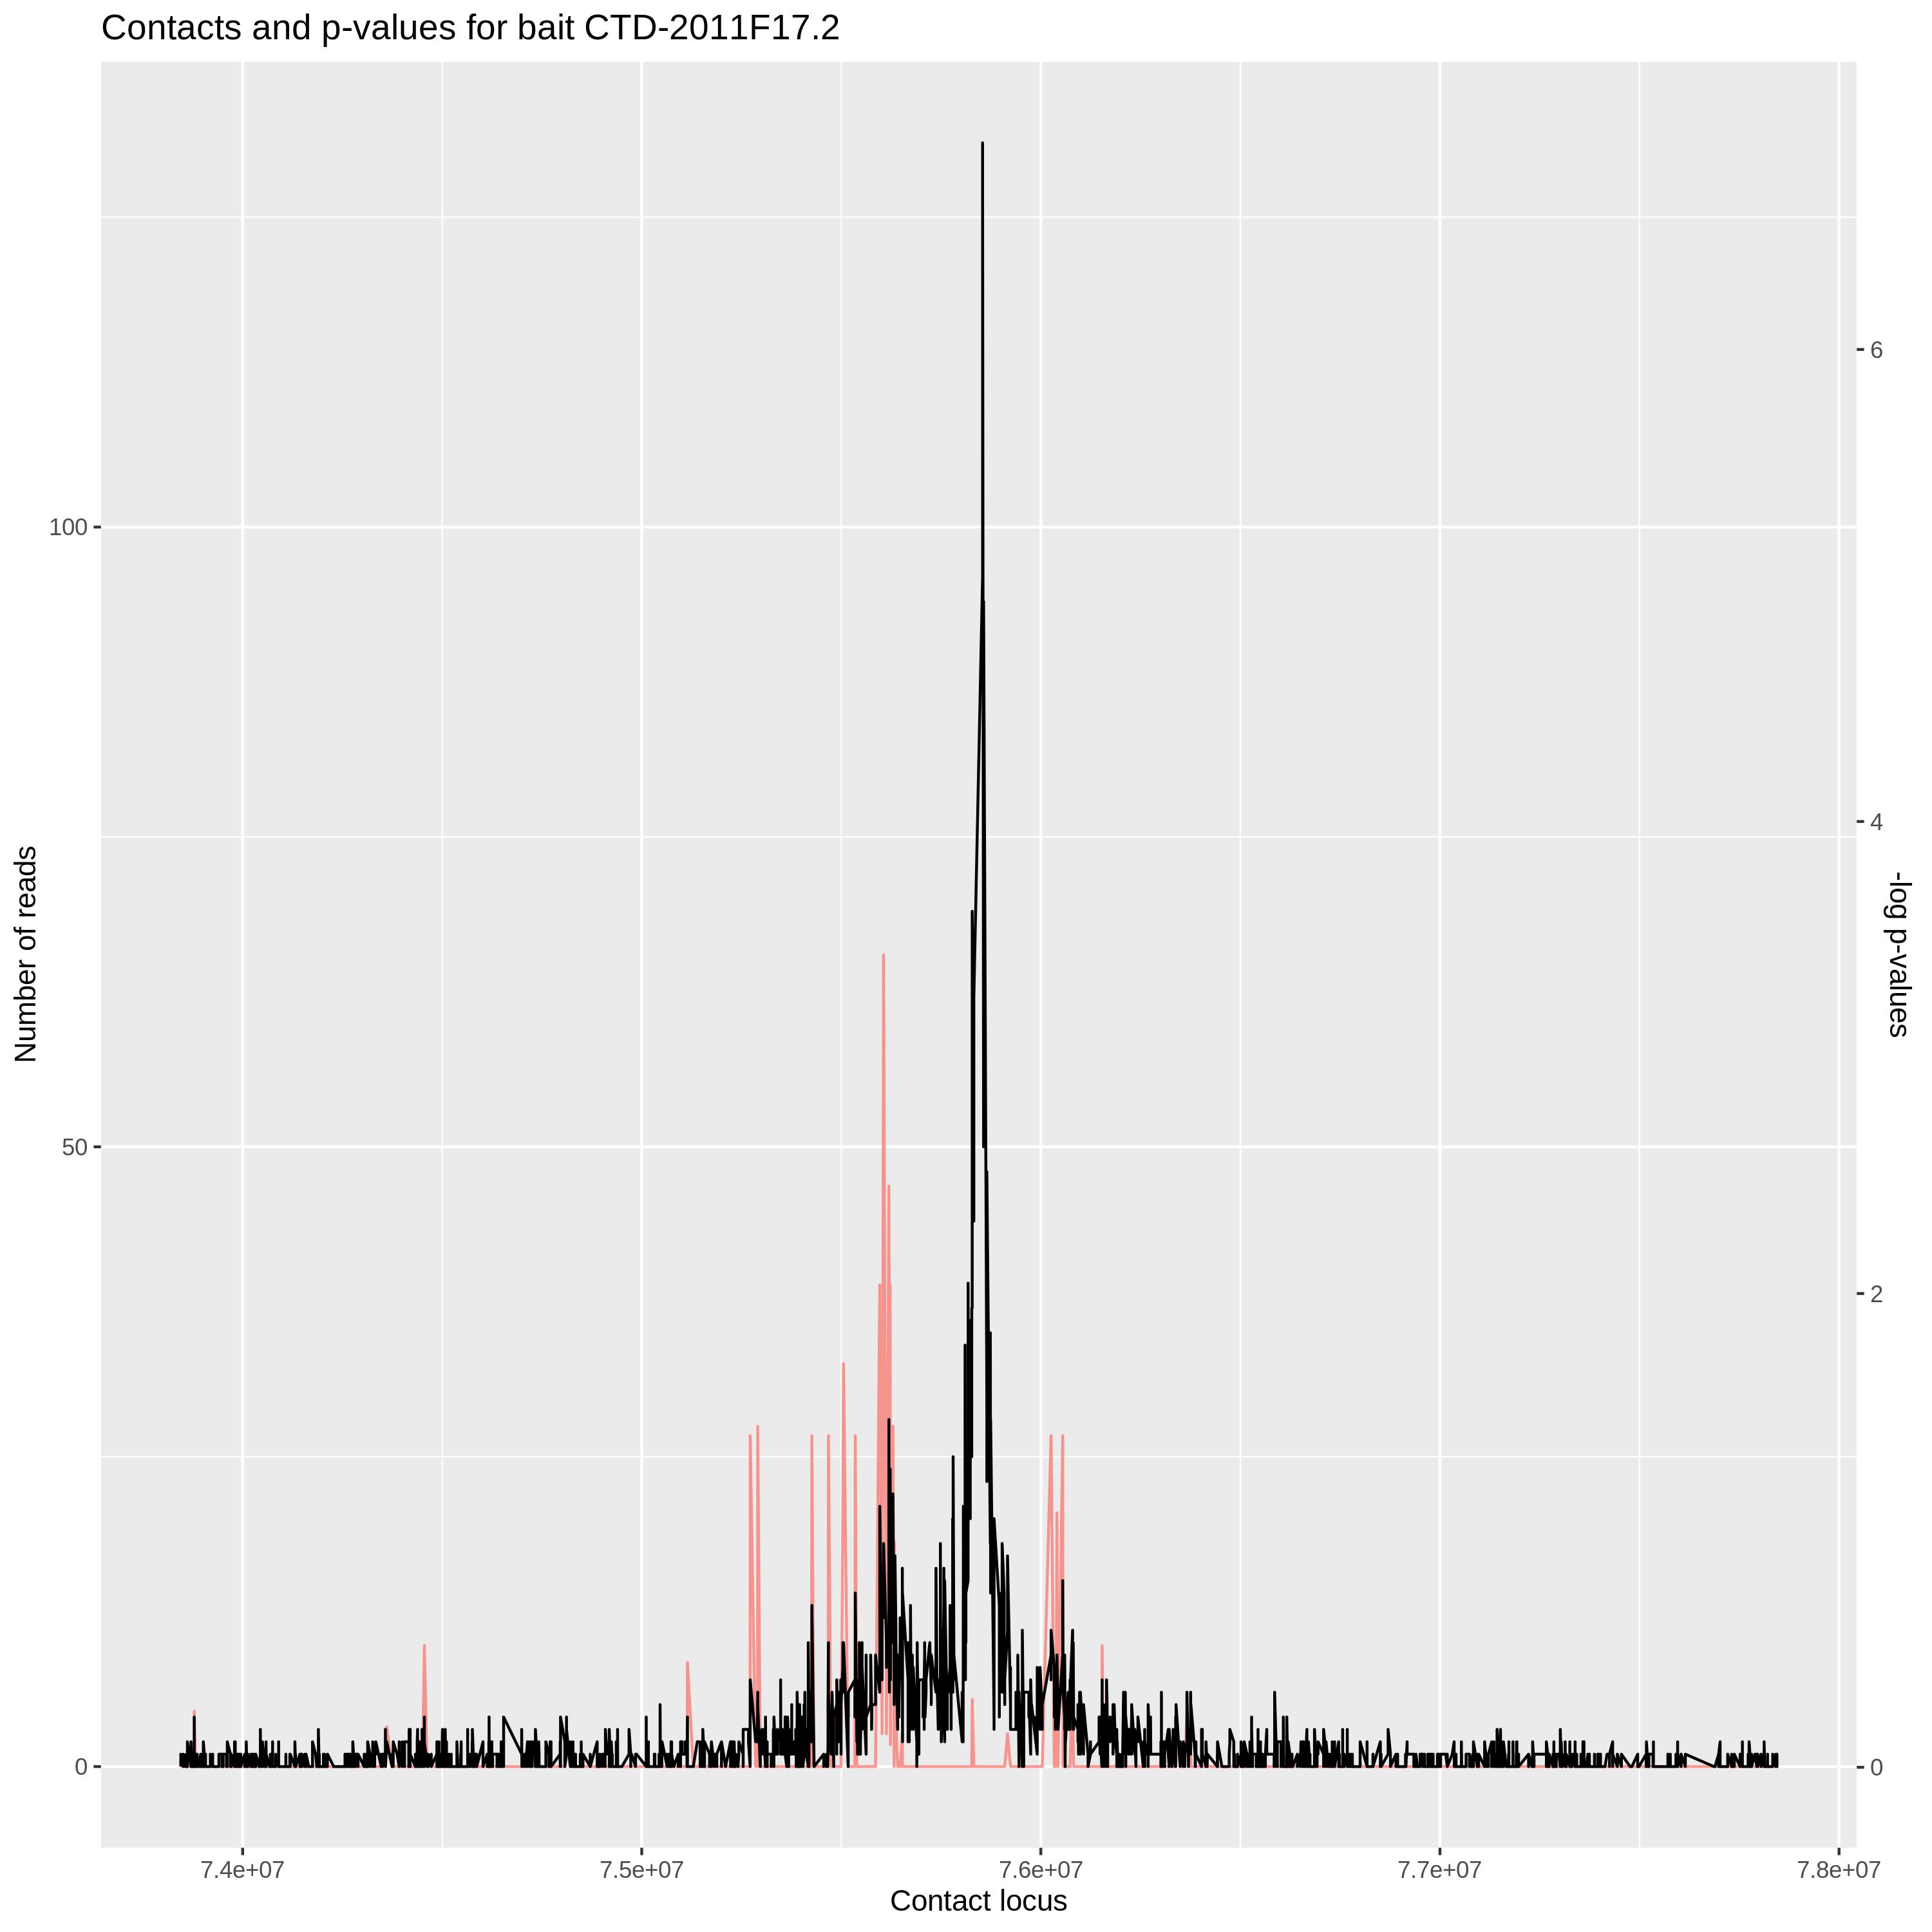 Contacts and p-values for bait CTD-2011F17.2
100
50
0
Number of reads
6
4
2
0
-log p-values
7.4e+07 7.5e+07 7.6e+07 7.7e+07 7.8e+07
Contact locus